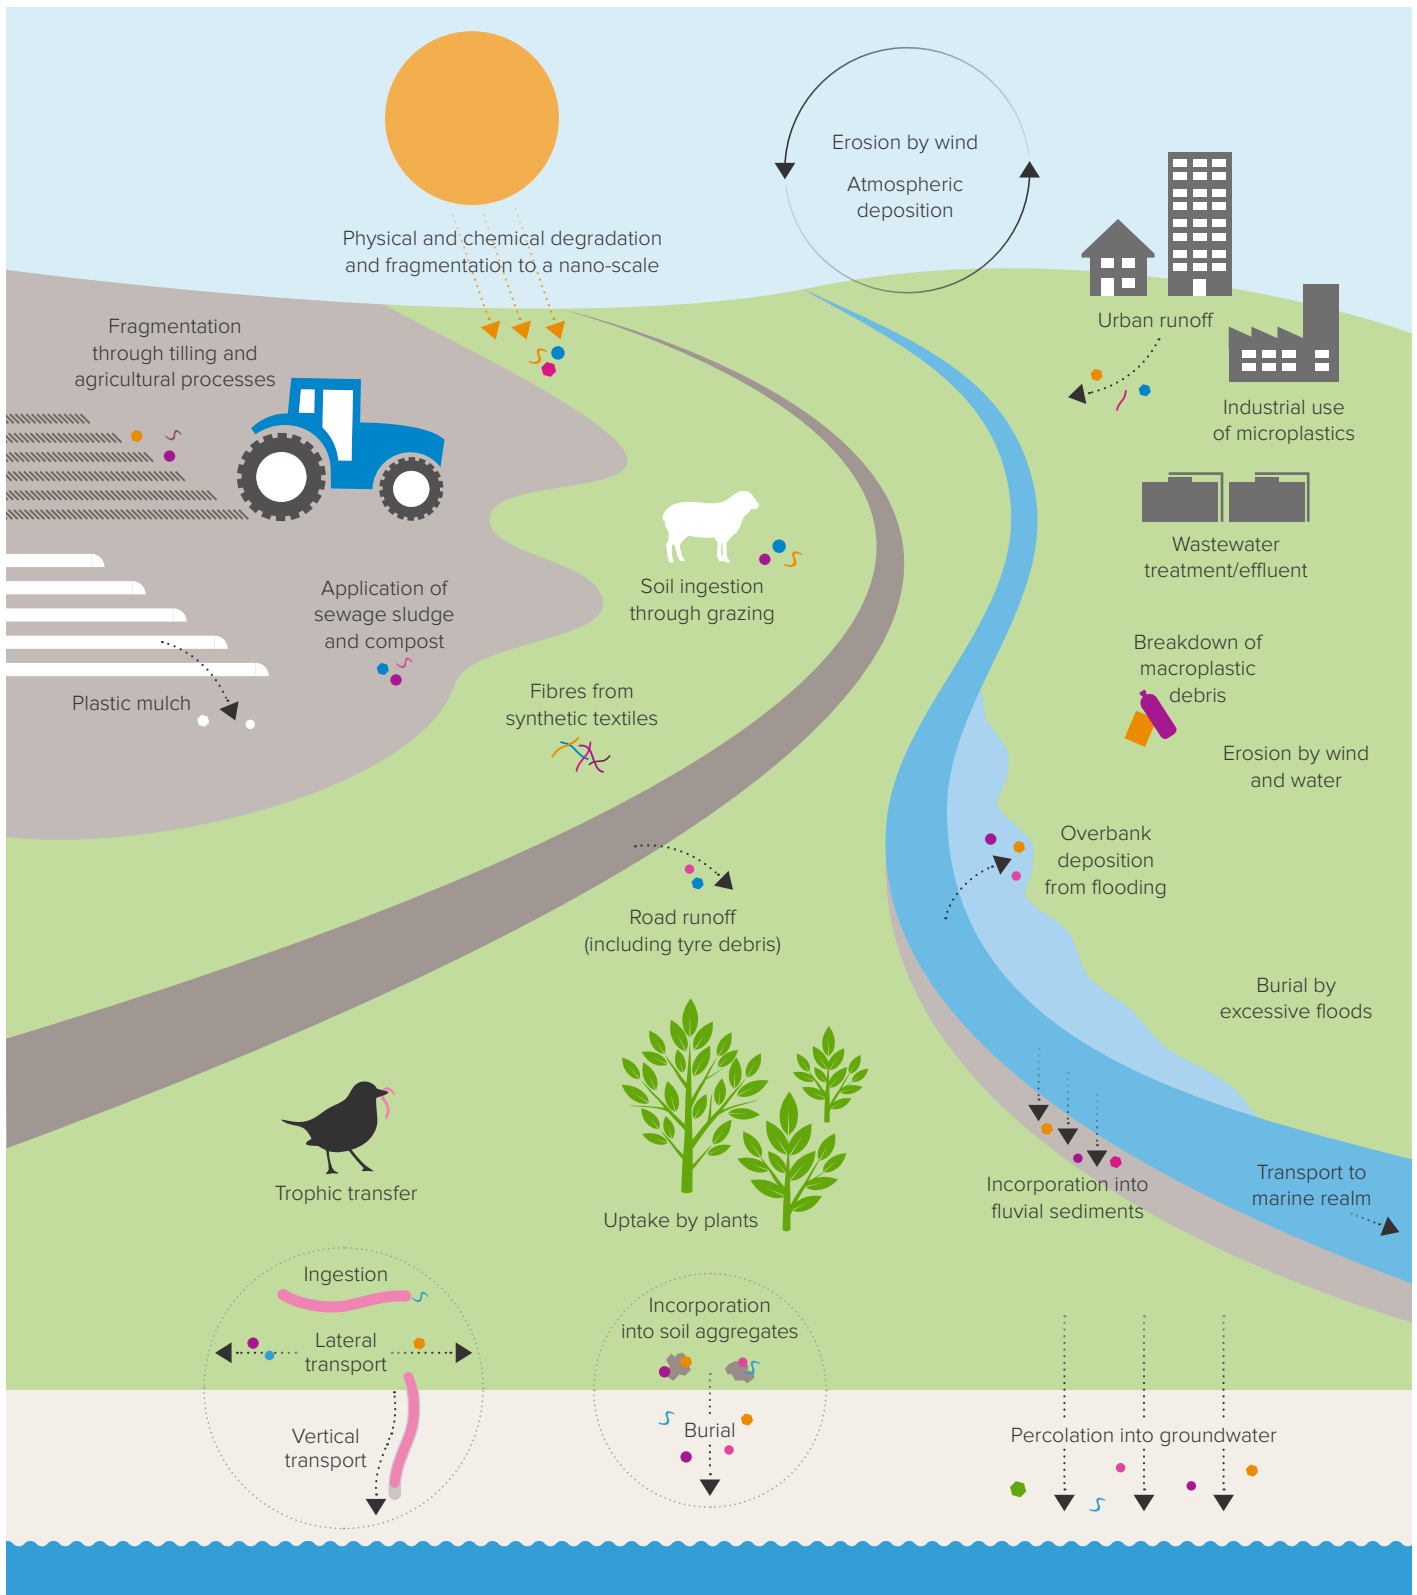 Erosion by wind
Atmospheric
deposition
Physical and chemical degradation
and fragmentation to a nano-scale
Fragmentation
through tilling and
agricultural processes
Urban runoff
Industrial use
of microplastics
Wastewater
treatment/effluent
Soil ingestion
through grazing
Application of
sewage sludge
and compost
Plastic mulch
Fibres from
synthetic textiles
Breakdown of
macroplastic
debris
Erosion by wind
and water
Overbank
deposition
from flooding
Road runoff
(including tyre debris)
Burial by
excessive floods
Trophic transfer
Uptake by plants
Incorporation into
fluvial sediments
Transport to
marine realm
Ingestion
Lateral
transport
Vertical
transport
Incorporation
into soil aggregates
Burial
Percolation into groundwater